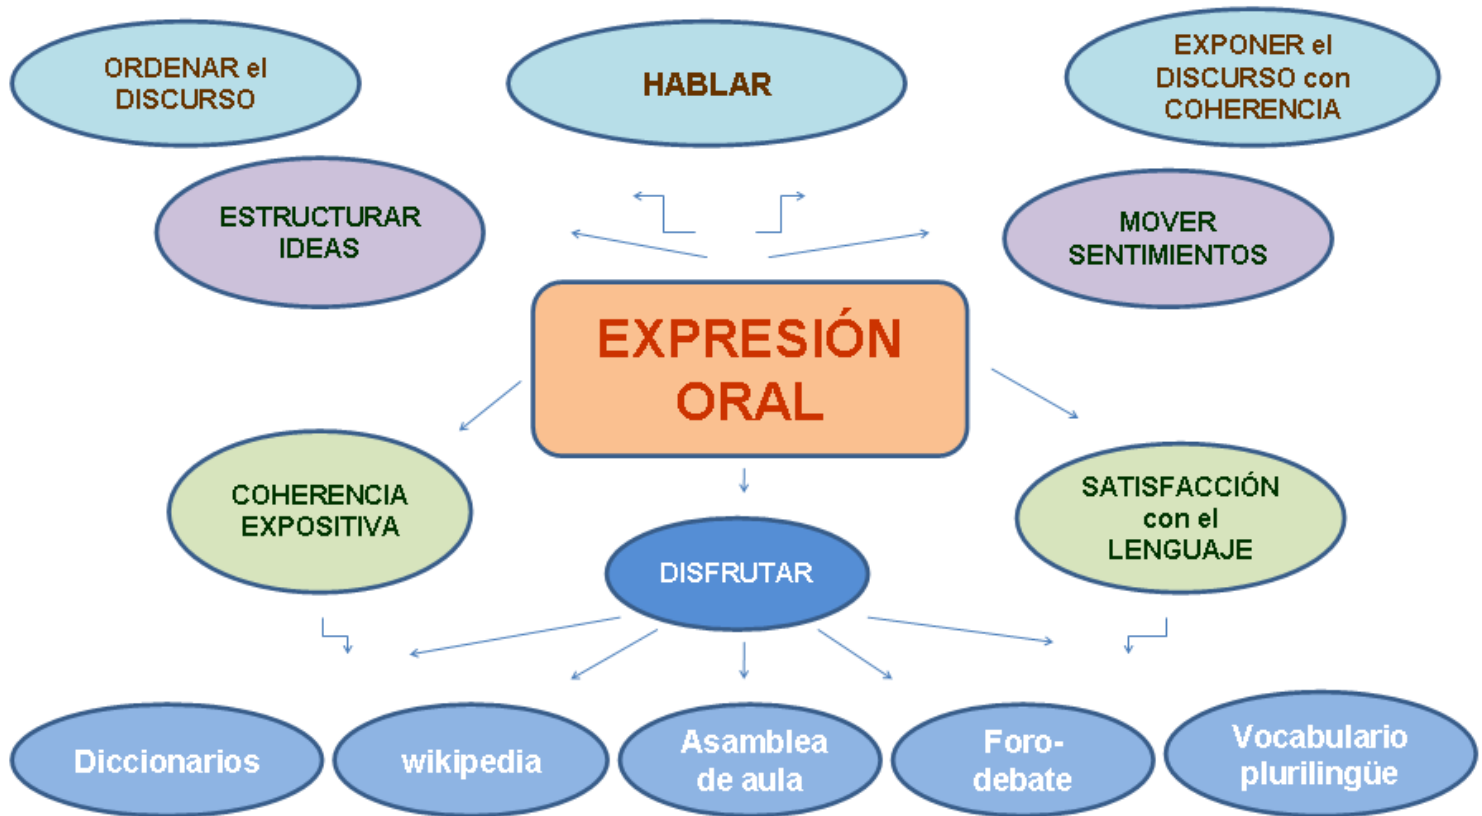 ORDENAR el
DISCURSO
HABLAR
EXPONER el
DISCURSO con
COHERENCIA
ESTRUCTURAR
IDEAS
MOVER
SENTIMIENTOS
EXPRESIÓN
ORAL
COHERENCIA
EXPOSITIVA
DISFRUTAR
SATISFACCIÓN
con el
LENGUAJE
Diccionarios
wikipedia
Asamblea
de aula
Foro-
debate
Vocabulario
plurilingüe